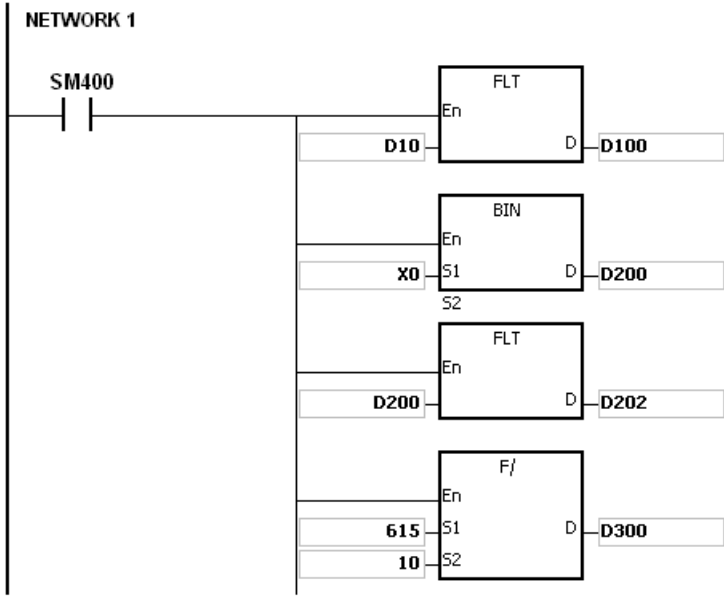 NETWORK 1
SM400
FLT
En
D10 D D100
BIN
En
X0 S1 D D200
S2
FLT
En
D200 D D202
F/
En
615 S1 D D300
10 S2